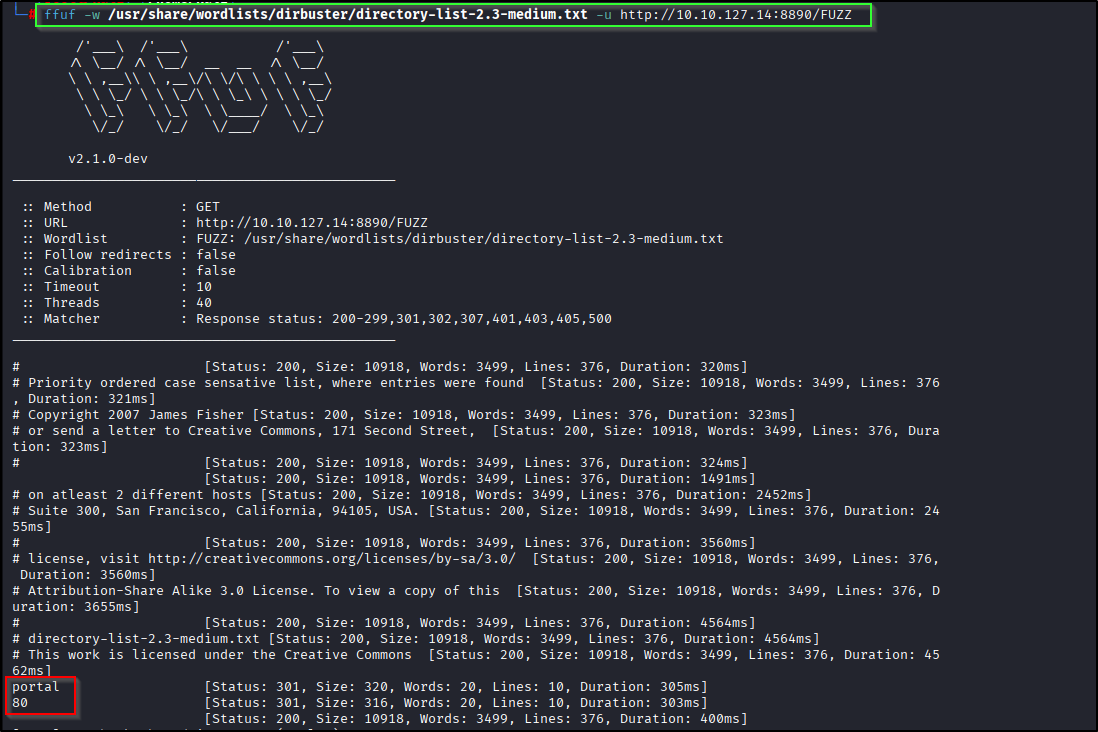 ffuf -w /usr/share/wordlists/dirbuster/directory-list-2.3-medium.txt -u http://10.10.127.14:8890/FUZZ
v2.1.0-dev
:: Method : GET
:: URL : http://10.10.127.14:8890/FUZZ
:: Wordlist : FUZZ: /usr/share/wordlists/dirbuster/directory-list-2.3-medium.txt
:: Follow redirects : false
:: Calibration : false
:: Timeout : 10
:: Threads : 40
:: Matcher : Response status: 200-299,301,302,307,401,403,405,500
# [Status: 200, Size: 10918, Words: 3499, Lines: 376, Duration: 320ms]
# Priority ordered case sensative list, where entries were found [Status: 200, Size: 10918, Words: 3499, Lines: 376
, Duration: 321ms]
# Copyright 2007 James Fisher [Status: 200, Size: 10918, Words: 3499, Lines: 376, Duration: 323ms]
# or send a letter to Creative Commons, 171 Second Street, [Status: 200, Size: 10918, Words: 3499, Lines: 376, Dura
tion: 323ms]
# [Status: 200, Size: 10918, Words: 3499, Lines: 376, Duration: 324ms]
[Status: 200, Size: 10918, Words: 3499, Lines: 376, Duration: 1491ms]
# on atleast 2 different hosts [Status: 200, Size: 10918, Words: 3499, Lines: 376, Duration: 2452ms]
# Suite 300, San Francisco, California, 94105, USA. [Status: 200, Size: 10918, Words: 3499, Lines: 376, Duration: 24
55ms]
# [Status: 200, Size: 10918, Words: 3499, Lines: 376, Duration: 3560ms]
# license, visit http://creativecommons.org/licenses/by-sa/3.0/ [Status: 200, Size: 10918, Words: 3499, Lines: 376,
Duration: 3560ms]
# Attribution-Share Alike 3.0 License. To view a copy of this [Status: 200, Size: 10918, Words: 3499, Lines: 376, D
uration: 3655ms]
# [Status: 200, Size: 10918, Words: 3499, Lines: 376, Duration: 4564ms]
# directory-list-2.3-medium.txt [Status: 200, Size: 10918, Words: 3499, Lines: 376, Duration: 4564ms]
# This work is licensed under the Creative Commons [Status: 200, Size: 10918, Words: 3499, Lines: 376, Duration: 45
62ms]
portal [Status: 301, Size: 320, Words: 20, Lines: 10, Duration: 305ms]
80 [Status: 301, Size: 316, Words: 20, Lines: 10, Duration: 303ms]
[Status: 200, Size: 10918, Words: 3499, Lines: 376, Duration: 400ms]